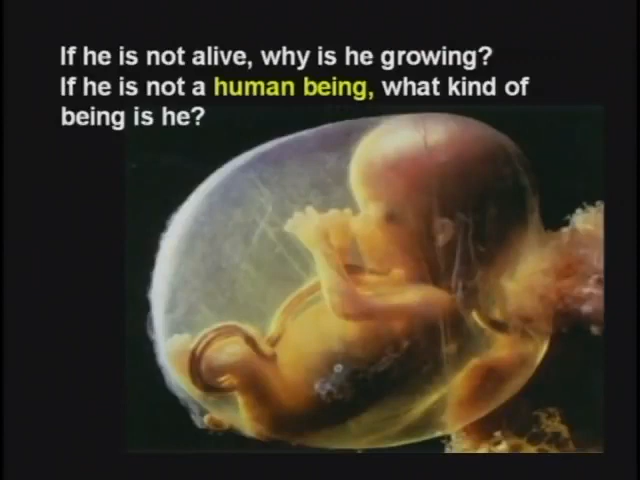 If he is not alive, why is he growing?
If he is not a human being, what kind of
being is he?